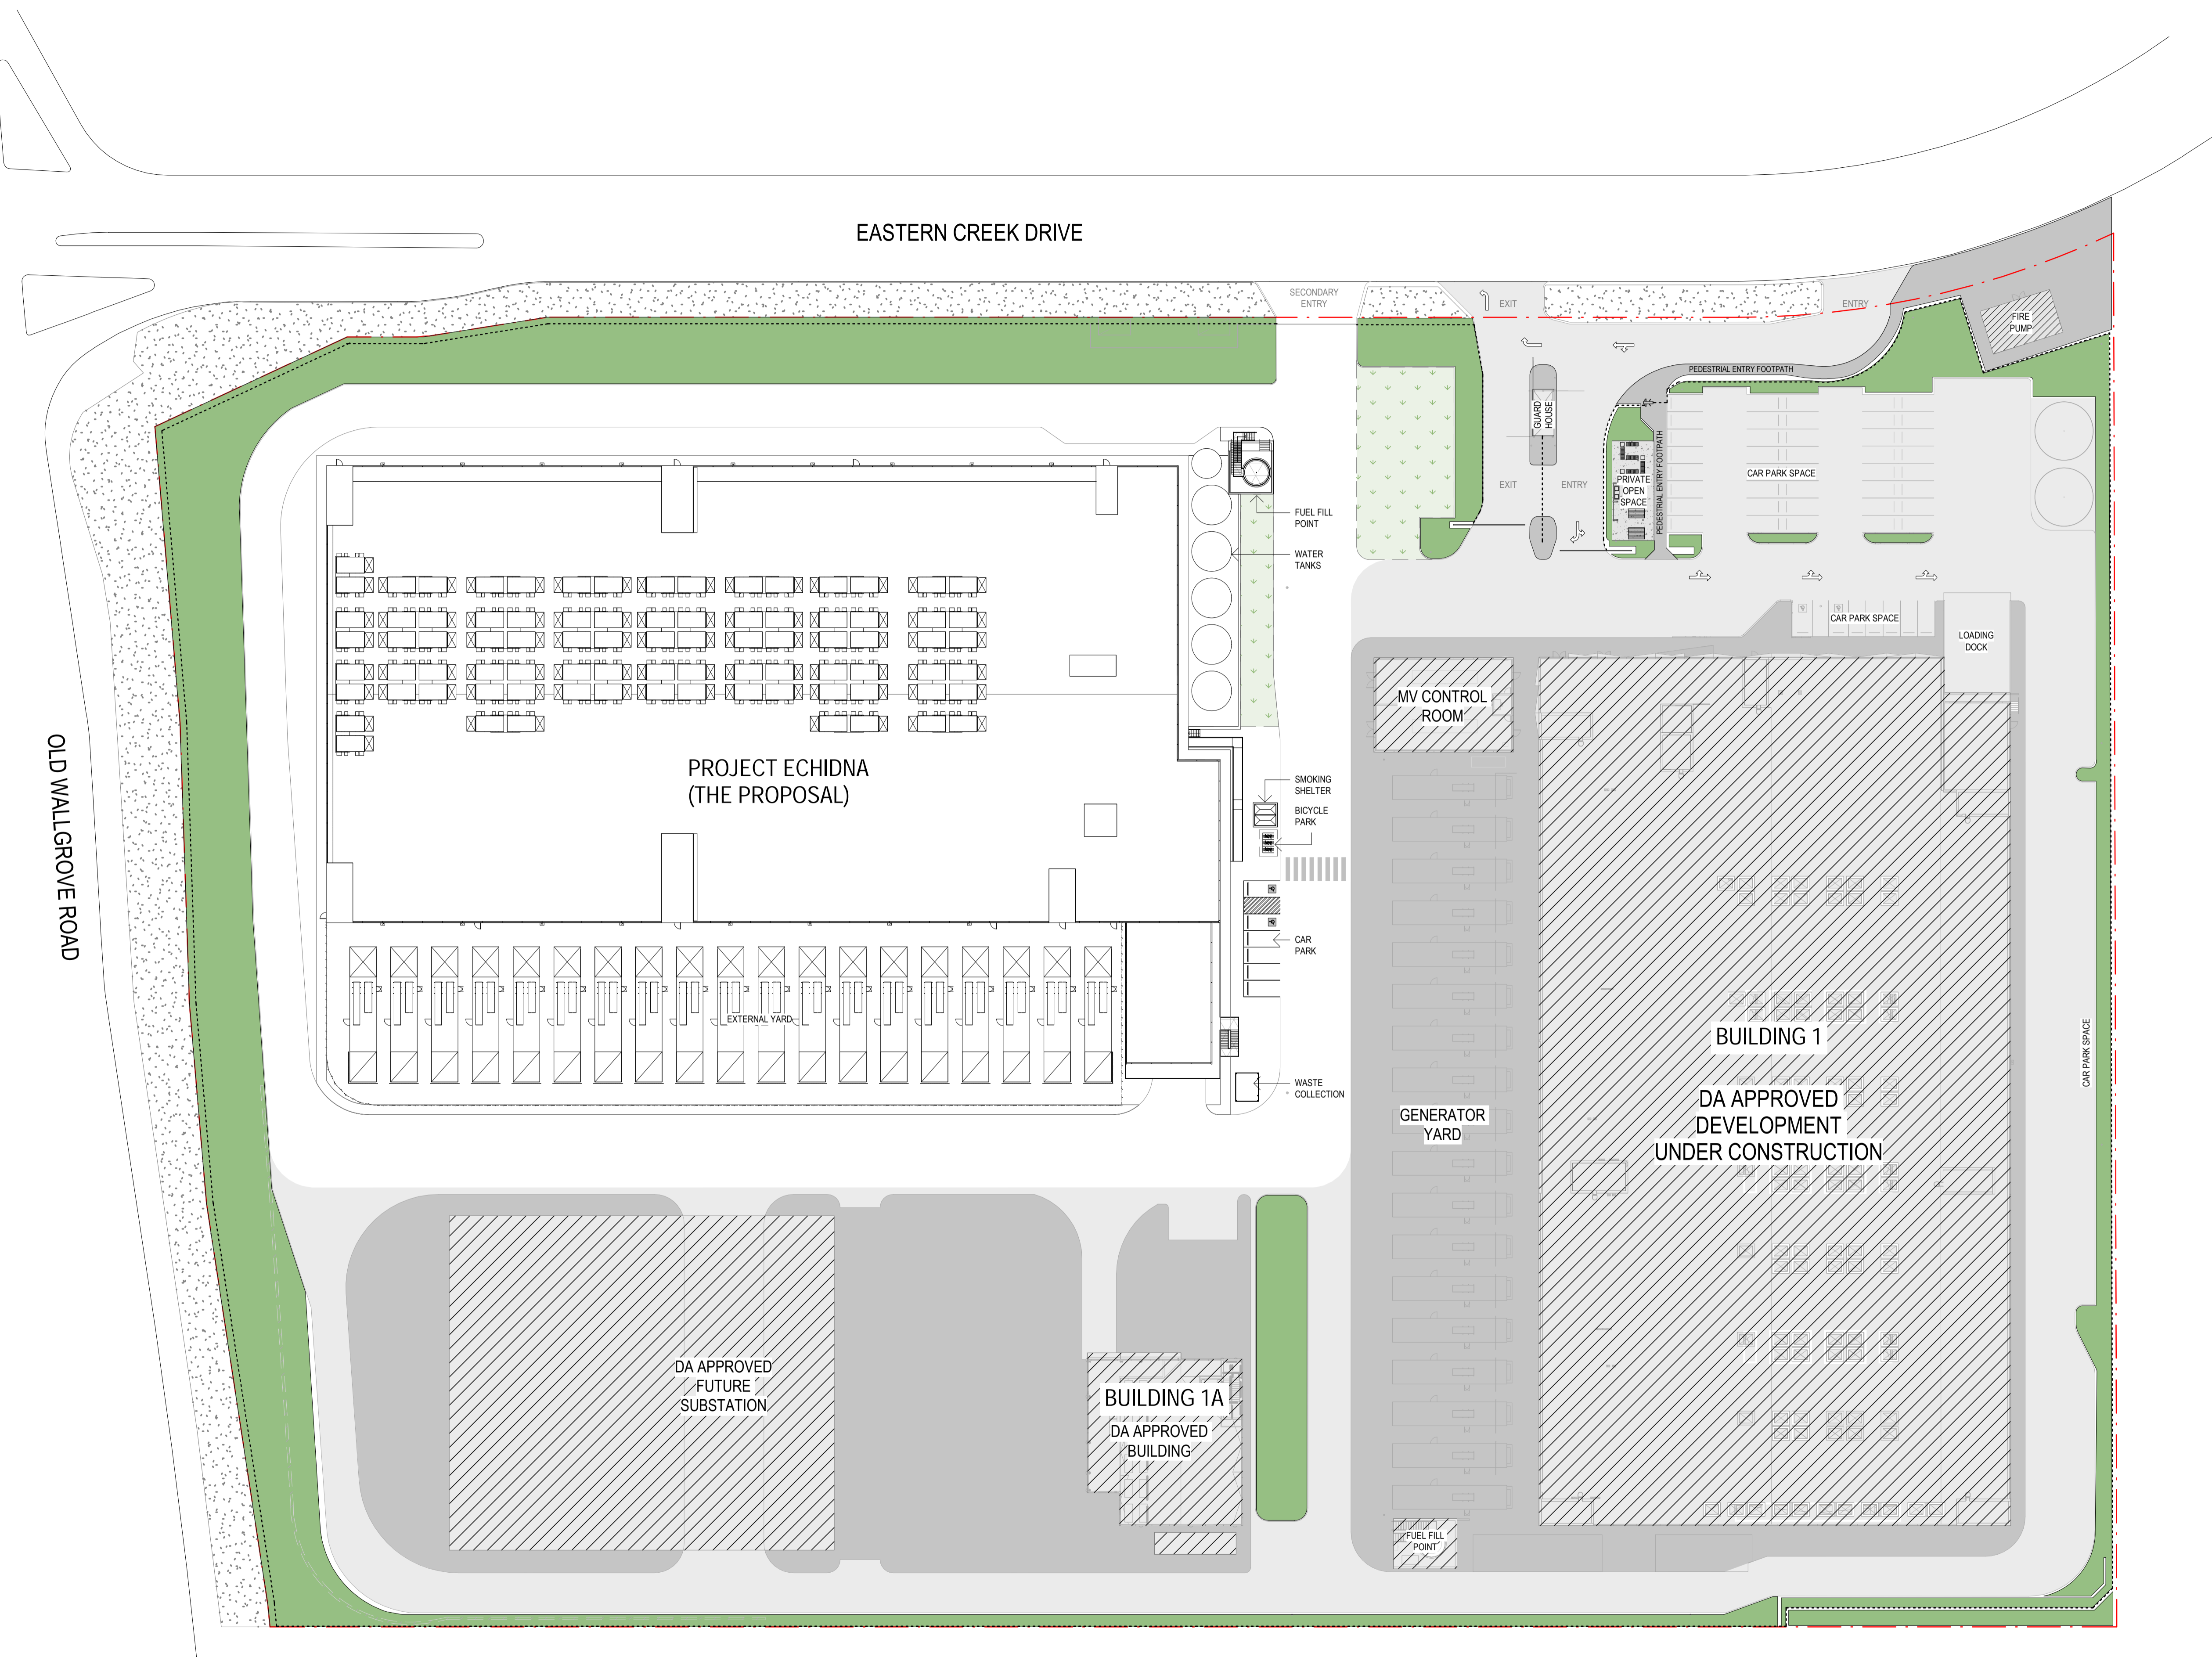 EASTERN CREEK DRIVE
SECONDARY
ENTRY
EXIT
ENTRY
FIRE
PUMP
PEDESTRIAL ENTRY FOOTPATH
GUARD
HOUSE
PEDESTRIAL ENTRY FOOTPATH
CAR PARK SPACE
PRIVATE
OPEN
SPACE
EXIT
ENTRY
FUEL FILL
POINT
WATER
TANKS
CAR PARK SPACE
LOADING
DOCK
MV CONTROL
ROOM
OLD WALLGROVE ROAD
PROJECT ECHIDNA
(THE PROPOSAL)
SMOKING
SHELTER
BICYCLE
PARK
CAR
PARK
EXTERNAL YARD
BUILDING 1
DA APPROVED
DEVELOPMENT
UNDER CONSTRUCTION
CAR PARK SPACE
WASTE
COLLECTION
GENERATOR
YARD
DA APPROVED
FUTURE
SUBSTATION
BUILDING 1A
DA APPROVED
BUILDING
FUEL FILL
POINT